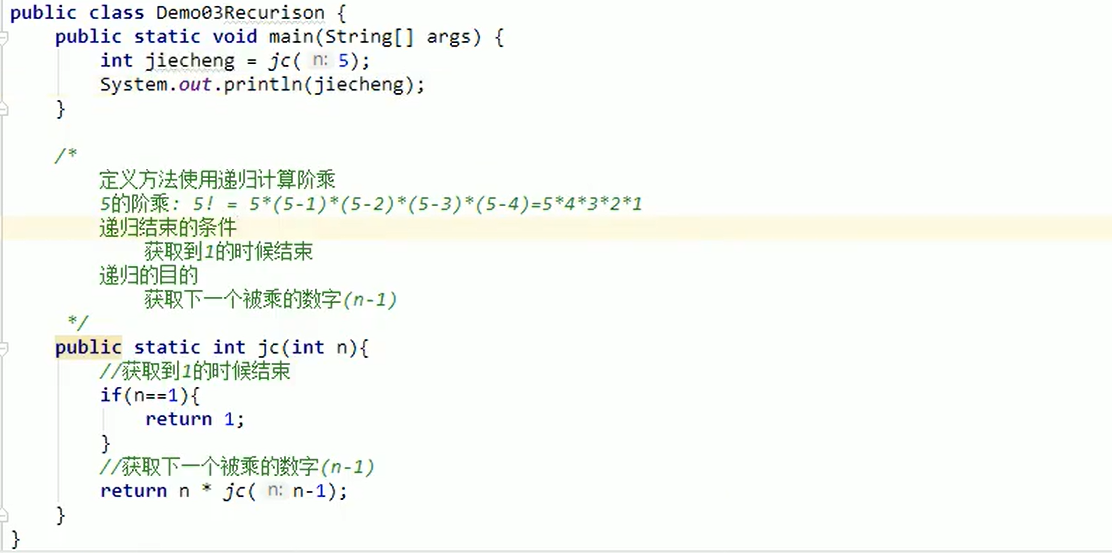 public class Demo03Recurison {
public static void main(String[] args) {
int jiecheng = jc( n: 5);
System.out.println(jiecheng);
}
/*
定义方法使用递归计算阶乘
5的阶乘: 5! = 5*(5-1)*(5-2)*(5-3)*(5-4)=5*4*3*2*1
递归结束的条件
获取到1的时候结束
递归的目的
获取下一个被乘的数字(n-1)
*/
public static int jc(int n){
//获取到1的时候结束
if(n==1){
return 1;
}
//获取下一个被乘的数字(n-1)
return n * jc( n: n-1);
}
}